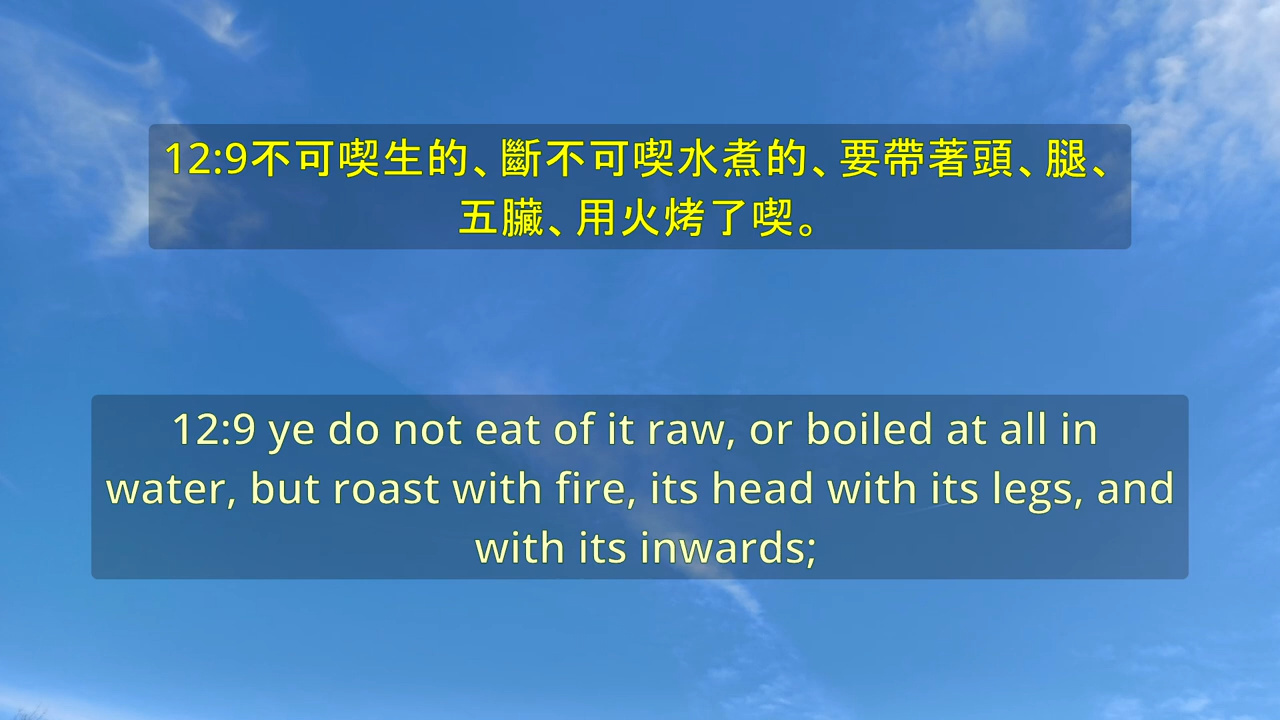 12:9不可喫生的、斷不可喫水煮的、要帶著頭、腿、
五臟、用火烤了喫。
12:9 ye do not eat of it raw, or boiled at all in
water, but roast with fire, its head with its legs, and
with its inwards;